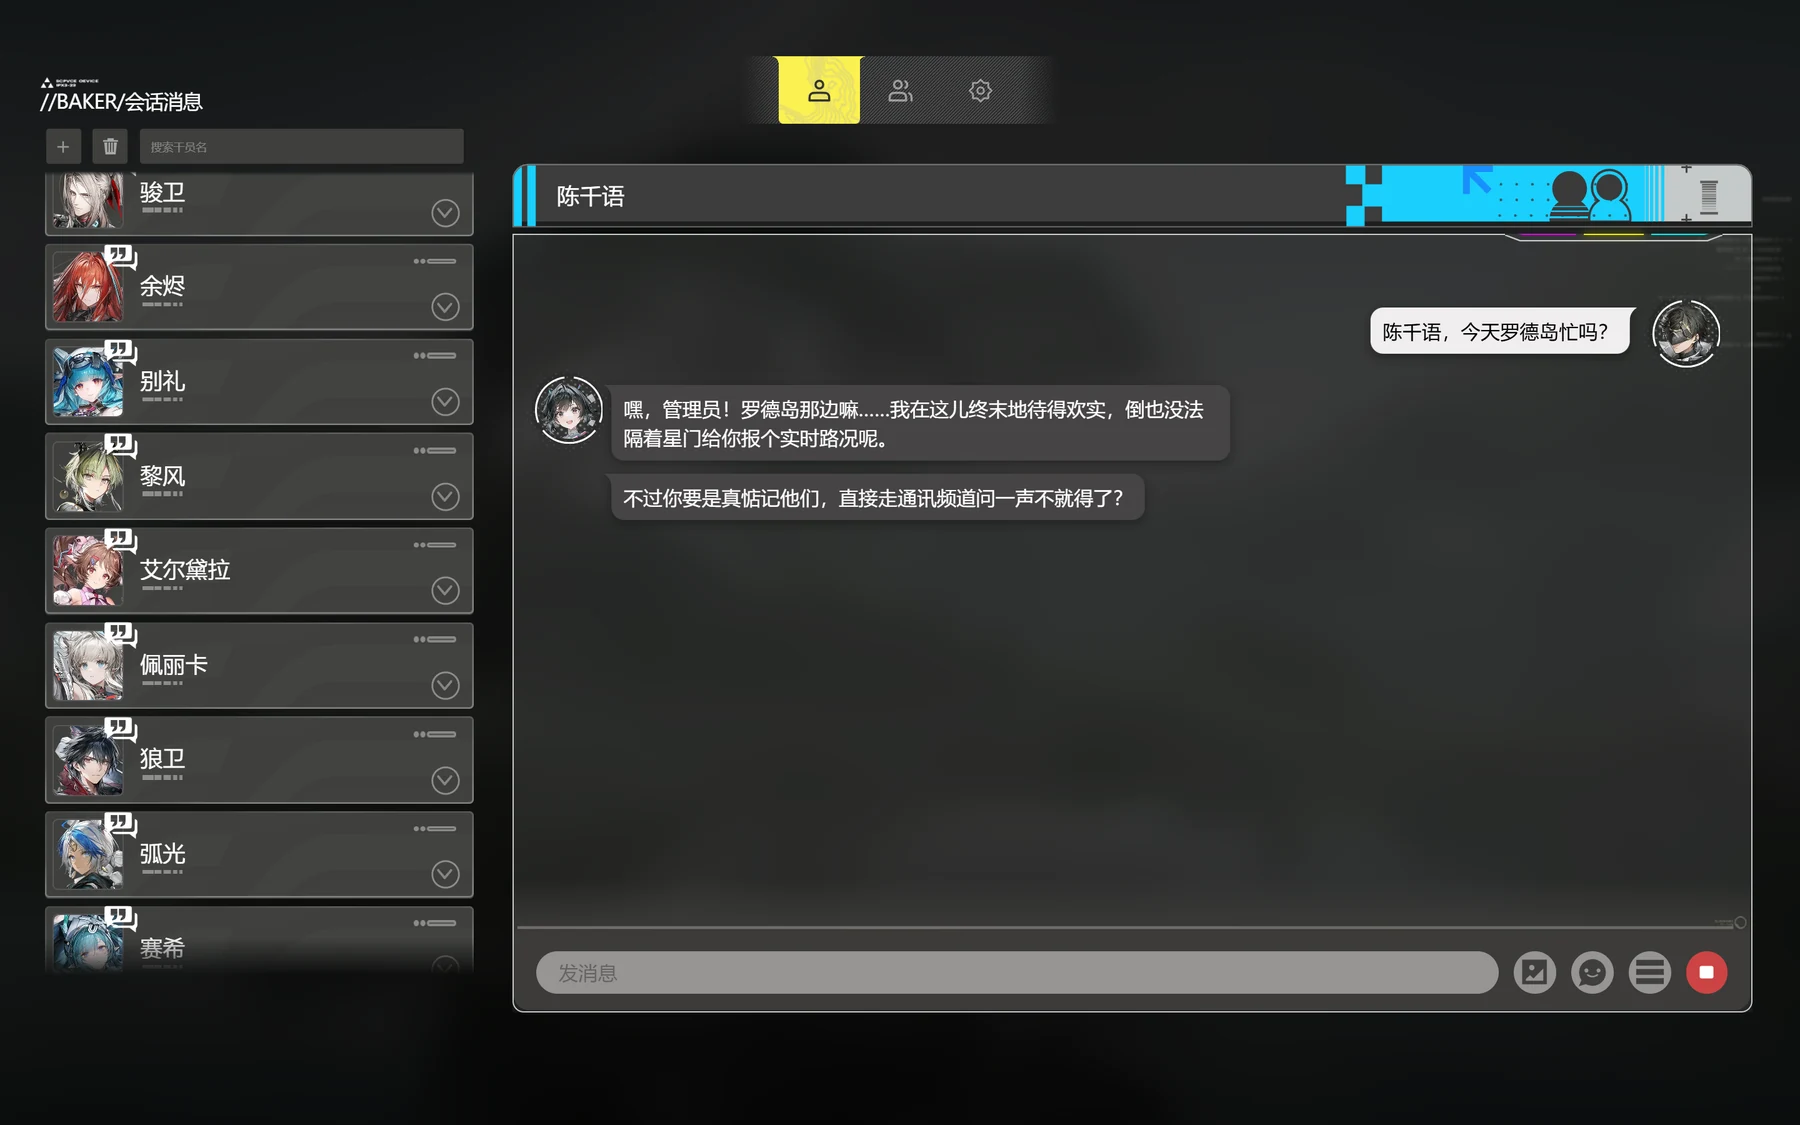 //BAKER/会话消息
搜索干员名
骏卫
余烬
别礼
黎风
艾尔黛拉
佩丽卡
狼卫
弧光
赛希
陈千语
陈千语，今天罗德岛忙吗？
嘿，管理员！罗德岛那边嘛……我在这儿终末地待得欢实，倒也没法
隔着星门给你报个实时路况呢。
不过你要是真惦记他们，直接走通讯频道问一声不就得了？
发消息